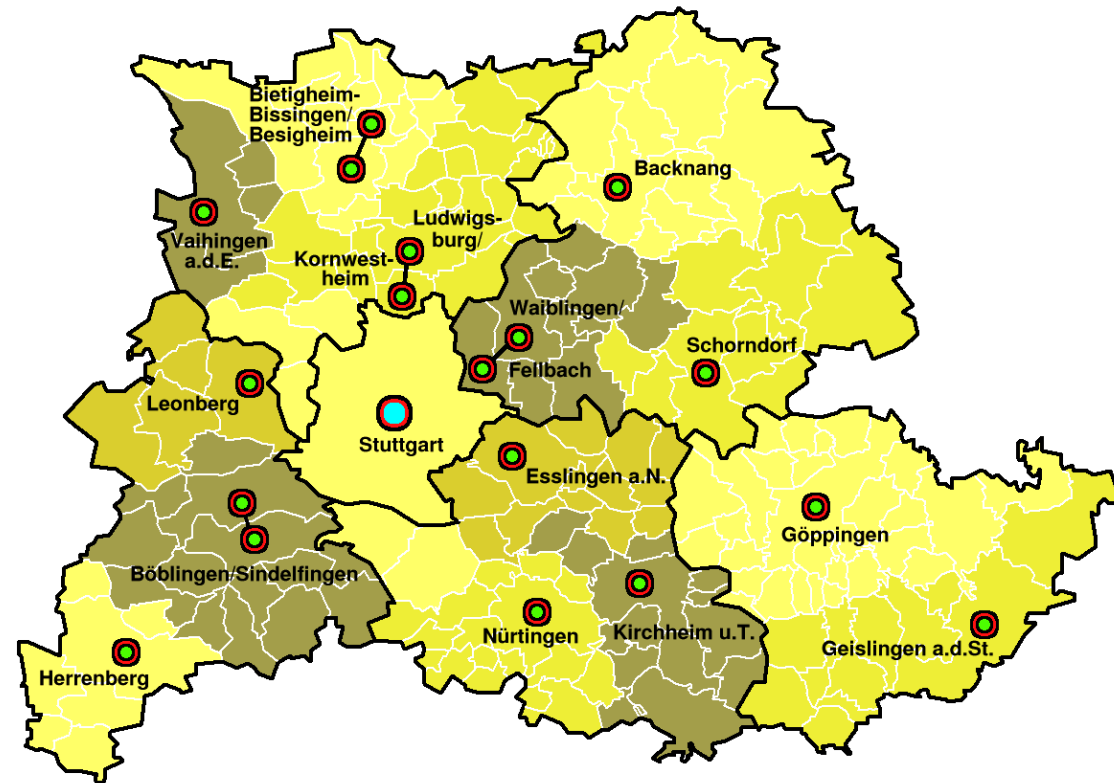 Bietigheim-
Bissingen/
Besigheim
Backnang
Ludwigs-
burg/
Vaihingen
a.d.E.
Kornwest-
heim
Waiblingen/
Fellbach
Schorndorf
Leonberg
Stuttgart
Esslingen a.N.
Göppingen
Böblingen/Sindelfingen
Nürtingen
Kirchheim u.T.
Geislingen a.d.St.
Herrenberg